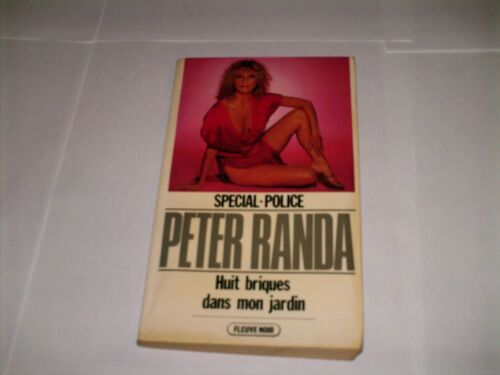 SPECIAL-POLICE
PETER RANDA
Huit briques
dans mon jardin
FLEUVE NOIR